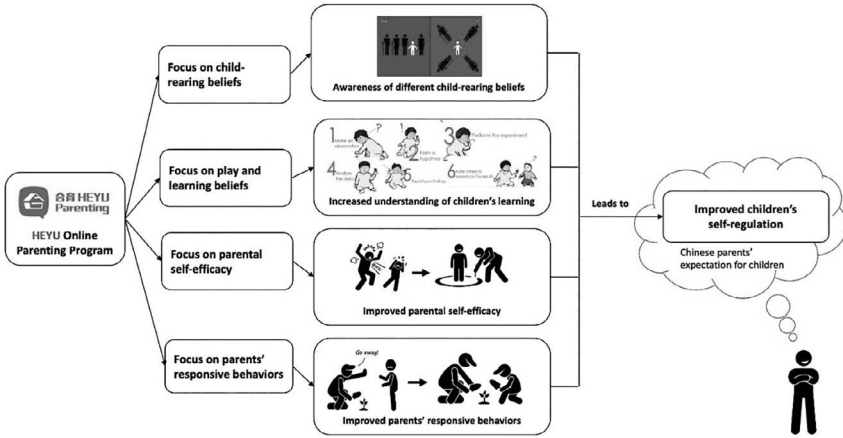 合育 HEYU
Parenting
HEYU Online
Parenting Program
Focus on child-
rearing beliefs
Focus on play and
learning beliefs
Focus on parental
self-efficacy
Focus on parents’
responsive behaviors
Awareness of different child-rearing beliefs
1
2
3
Perform the experiment
4
5
6
Increased understanding of children’s learning
Improved parental self-efficacy
Go away!
Improved parents’ responsive behaviors
Leads to
Improved children’s
self-regulation
Chinese parents’
expectation for children